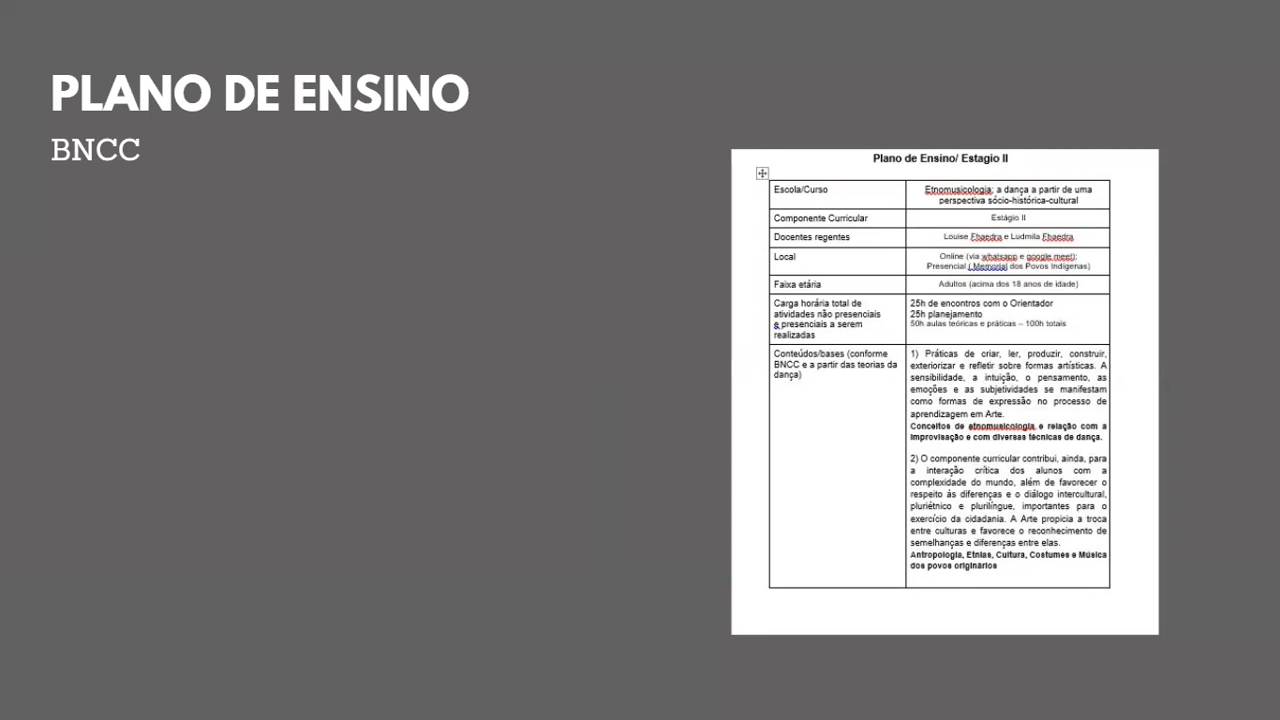 PLANO DE ENSINO
BNCC
Plano de Ensino/ Estagio II
Escola/Curso
Etnomusicologia: a dança a partir de uma
perspectiva sócio-histórica-cultural
Componente Curricular
Estágio II
Docentes regentes
Louise Phaedra e Ludmila Phaedra
Local
Online (via whatsapp e google meet);
Presencial ( Memorial dos Povos Indígenas)
Faixa etária
Adultos (acima dos 18 anos de idade)
Carga horária total de
atividades não presenciais
e presenciais a serem
realizadas
25h de encontros com o Orientador
25h planejamento
50h aulas teóricas e práticas – 100h totais
Conteúdos/bases (conforme
BNCC e a partir das teorias da
dança)
1) Práticas de criar, ler, produzir, construir,
exteriorizar e refletir sobre formas artísticas. A
sensibilidade, a intuição, o pensamento, as
emoções e as subjetividades se manifestam
como formas de expressão no processo de
aprendizagem em Arte.
Conceitos de etnomusicologia e relação com a
improvisação e com diversas técnicas de dança.
2) O componente curricular contribui, ainda, para
a interação crítica dos alunos com a
complexidade do mundo, além de favorecer o
respeito às diferenças e o diálogo intercultural,
pluriétnico e plurilíngue, importantes para o
exercício da cidadania. A Arte propicia a troca
entre culturas e favorece o reconhecimento de
semelhanças e diferenças entre elas.
Antropologia, Etnias, Cultura, Costumes e Música
dos povos originários